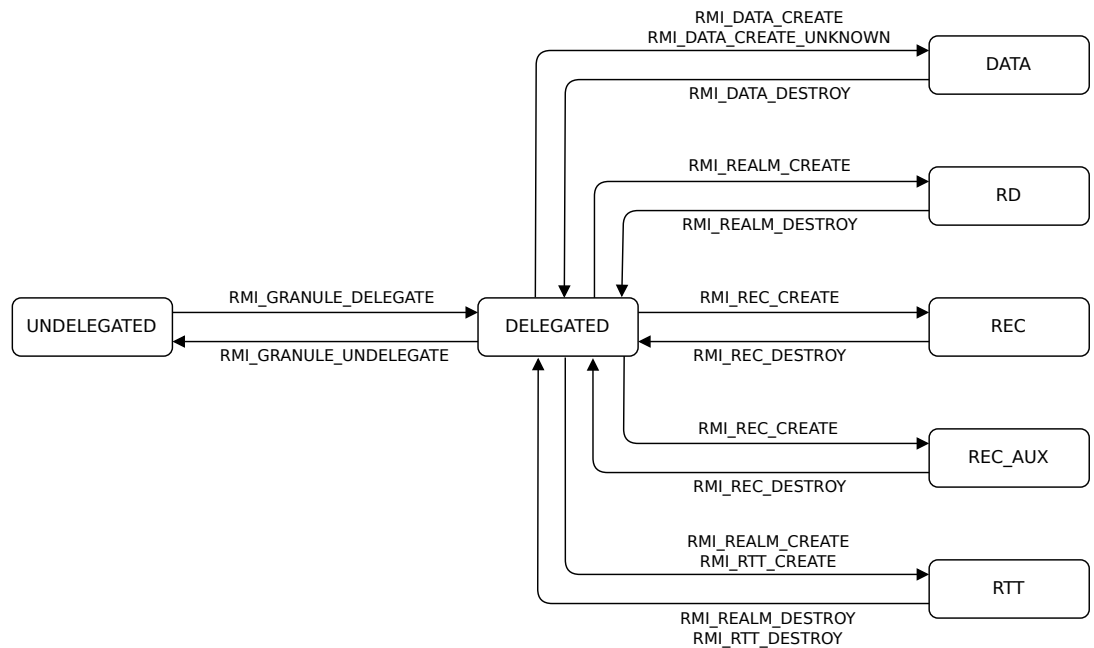 RMI_DATA_CREATE
RMI_DATA_CREATE_UNKNOWN
DATA
RMI_DATA_DESTROY
RMI_REALM_CREATE
RD
RMI_REALM_DESTROY
RMI_GRANULE_DELEGATE
RMI_REC_CREATE
UNDELEGATED
DELEGATED
REC
RMI_GRANULE_UNDELEGATE
RMI_REC_DESTROY
RMI_REC_CREATE
REC_AUX
RMI_REC_DESTROY
RMI_REALM_CREATE
RMI_RTT_CREATE
RTT
RMI_REALM_DESTROY
RMI_RTT_DESTROY